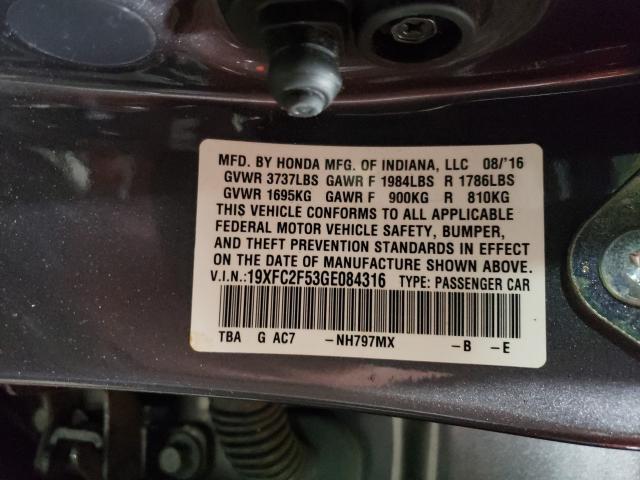 MFD. BY HONDA MFG. OF INDIANA, LLC 08/'16
GVWR 3737LBS GAWR F 1984LBS R 1786LBS
GVWR 1695KG GAWR F 900KG R 810KG
THIS VEHICLE CONFORMS TO ALL APPLICABLE
FEDERAL MOTOR VEHICLE SAFETY, BUMPER,
AND THEFT PREVENTION STANDARDS IN EFFECT
ON THE DATE OF MANUFACTURE SHOWN ABOVE.
V.I.N.:19XFC2F53GE084316 TYPE: PASSENGER CAR
TBA G AC7 –NH797MX –B –E